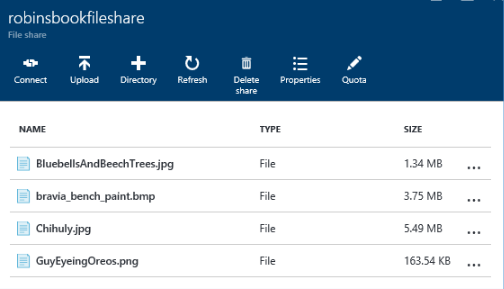 robinsbookfileshare
File share
Connect Upload Directory Refresh Delete share Properties Quota
NAME TYPE SIZE
BluebellsAndBeechTrees.jpg File 1.34 MB ...
bravia_bench_paint.bmp File 3.75 MB ...
Chihuly.jpg File 5.49 MB ...
GuyEyeingOreos.png File 163.54 KB ...